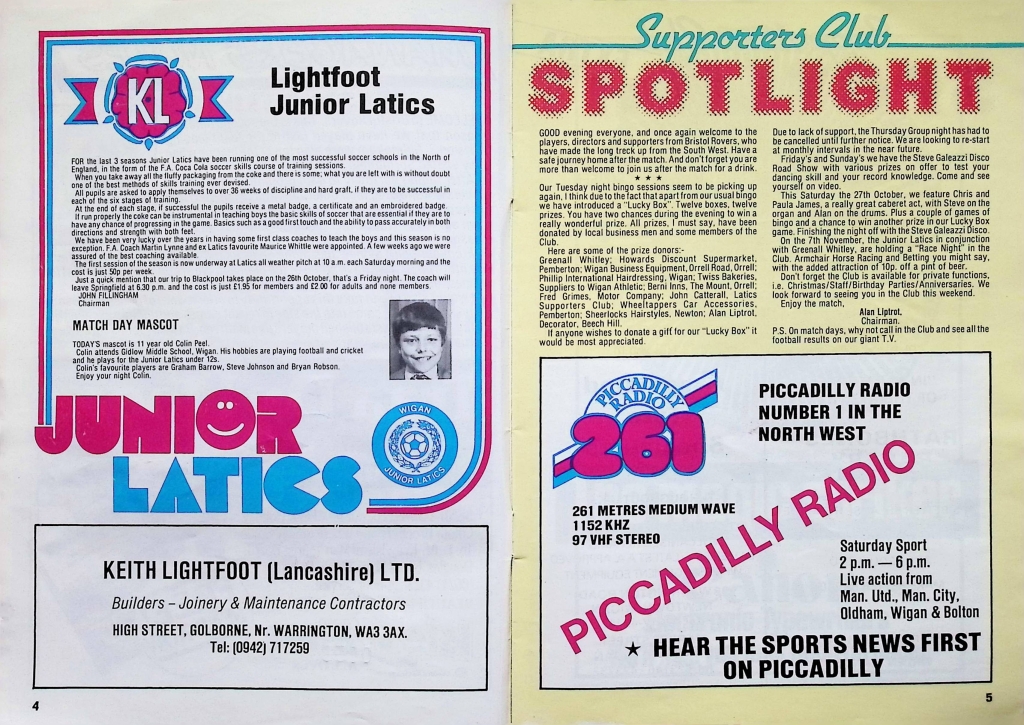 KL
Lightfoot
Junior Latics
FOR the last 3 seasons Junior Latics have been running one of the most successful soccer schools in the North of
England, in the form of the F.A. Coca Cola soccer skills course of training sessions.
When you take away all the fluffy packaging from the coke and there is some; what you are left with is without doubt
one of the best methods of skills training ever devised.
All pupils are asked to apply themselves to over 36 weeks of discipline and hard graft, if they are to be successful in
each of the six stages of training.
At the end of each stage, if successful the pupils receive a metal badge, a certificate and an embroidered badge.
If run properly the coke can be instrumental in teaching boys the basic skills of soccer that are essential if they are to
have any chance of progressing in the game. Basics such as a good first touch and the ability to pass accurately in both
directions and strength with both feet.
We have been very lucky over the years in having some first class coaches to teach the boys and this season is no
exception. F.A. Coach Martin Lynne and ex Latics favourite Maurice Whittle were appointed. A few weeks ago we were
assured of the best coaching available.
The first session of the season is now underway at Latics all weather pitch at 10 a.m. each Saturday morning and the
cost is just 50p per week.
Just a quick mention that our trip to Blackpool takes place on the 26th October, that's a Friday night. The coach will
leave Springfield at 6.30 p.m. and the cost is just £1.95 for members and £2.00 for adults and none members.
JOHN FILLINGHAM
Chairman
MATCH DAY MASCOT
TODAY'S mascot is 11 year old Colin Peel.
Colin attends Gidlow Middle School, Wigan. His hobbies are playing football and cricket
and he plays for the Junior Latics under 12s.
Colin's favourite players are Graham Barrow, Steve Johnson and Bryan Robson.
Enjoy your night Colin.
JUNIOR
LATICS
WIGAN
JUNIOR LATICS
KEITH LIGHTFOOT (Lancashire) LTD.
Builders – Joinery & Maintenance Contractors
HIGH STREET, GOLBORNE, Nr. WARRINGTON, WA3 3AX.
Tel: (0942) 717259
4
Supporters Club
SPOTLIGHT
GOOD evening everyone, and once again welcome to the
players, directors and supporters from Bristol Rovers, who
have made the long treck up from the South West. Have a
safe journey home after the match. And don't forget you are
more than welcome to join us after the match for a drink.
★ ★ ★
Our Tuesday night bingo sessions seem to be picking up
again, I think due to the fact that apart from our usual bingo
we have introduced a "Lucky Box". Twelve boxes, twelve
prizes. You have two chances during the evening to win a
really wonderful prize. All prizes, I must say, have been
donated by local business men and some members of the
Club.
Here are some of the prize donors:-
Greenall Whitley; Howards Discount Supermarket,
Pemberton; Wigan Business Equipment, Orrell Road, Orrell;
Phillip International Hairdressing, Wigan; Twiss Bakeries,
Suppliers to Wigan Athletic; Berni Inns, The Mount, Orrell;
Fred Grimes, Motor Company; John Catterall, Latics
Supporters Club; Wheeltappers Car Accessories,
Pemberton; Sheerlocks Hairstyles, Newton; Alan Liptrot,
Decorator, Beech Hill.
If anyone wishes to donate a gift for our "Lucky Box" it
would be most appreciated.
Due to lack of support, the Thursday Group night has had to
be cancelled until further notice. We are looking to re-start
at monthly intervals in the near future.
Friday's and Sunday's we have the Steve Galeazzi Disco
Road Show with various prizes on offer to test your
dancing skill and your record knowledge. Come and see
yourself on video.
This Saturday the 27th October, we feature Chris and
Paula James, a really great cabaret act, with Steve on the
organ and Alan on the drums. Plus a couple of games of
bingo and a chance to win another prize in our Lucky Box
game. Finishing the night off with the Steve Galeazzi Disco.
On the 7th November, the Junior Latics in conjunction
with Greenall Whitley, are holding a "Race Night" in the
Club. Armchair Horse Racing and Betting you might say,
with the added attraction of 10p. off a pint of beer.
Don't forget the Club is available for private functions,
i.e. Christmas/Staff/Birthday Parties/Anniversaries. We
look forward to seeing you in the Club this weekend.
Enjoy the match,
Alan Liptrot,
Chairman.
P.S. On match days, why not call in the Club and see all the
football results on our giant T.V.
PICCADILLY
RADIO
261
PICCADILLY RADIO
NUMBER 1 IN THE
NORTH WEST
261 METRES MEDIUM WAVE
1152 KHZ
97 VHF STEREO
PICCADILLY RADIO
Saturday Sport
2 p.m. — 6 p.m.
Live action from
Man. Utd., Man. City,
Oldham, Wigan & Bolton
★ HEAR THE SPORTS NEWS FIRST
ON PICCADILLY
5